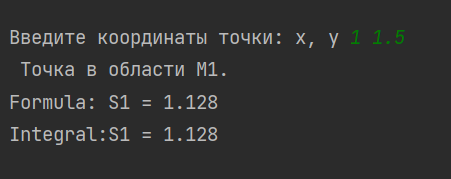 Введите координаты точки: x, y 1 1.5
Точка в области M1.
Formula: S1 = 1.128
Integral:S1 = 1.128